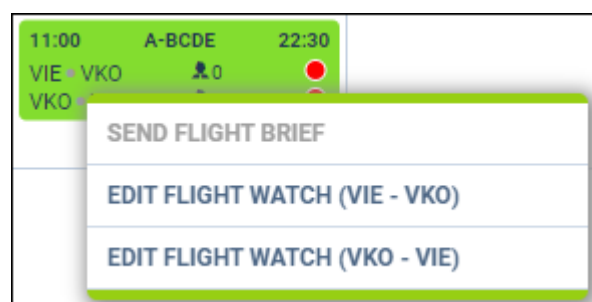 11:00 A-BCDE 22:30
VIE VKO 0
VKO
SEND FLIGHT BRIEF
EDIT FLIGHT WATCH (VIE - VKO)
EDIT FLIGHT WATCH (VKO - VIE)